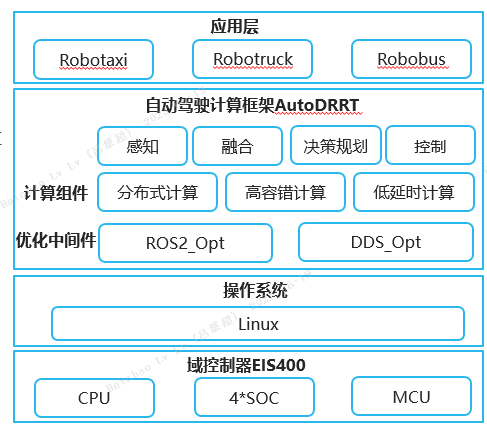 应用层
Robotaxi Robotruck Robobus
自动驾驶计算框架AutoDRRT
感知 融合 决策规划 控制
计算组件 分布式计算 高容错计算 低延时计算
优化中间件 ROS2_Opt DDS_Opt
操作系统
Linux
域控制器EIS400
CPU 4*SOC MCU